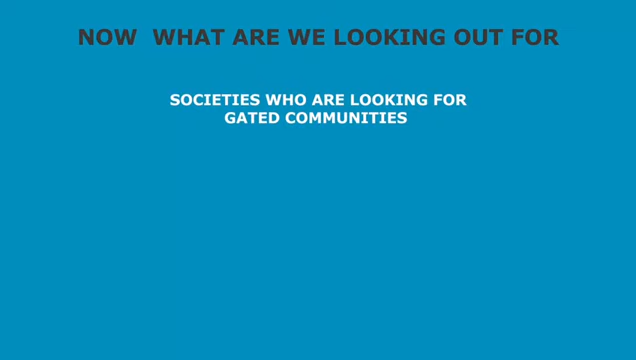 NOW  WHAT ARE WE LOOKING OUT FOR
SOCIETIES WHO ARE LOOKING FOR
GATED COMMUNITIES